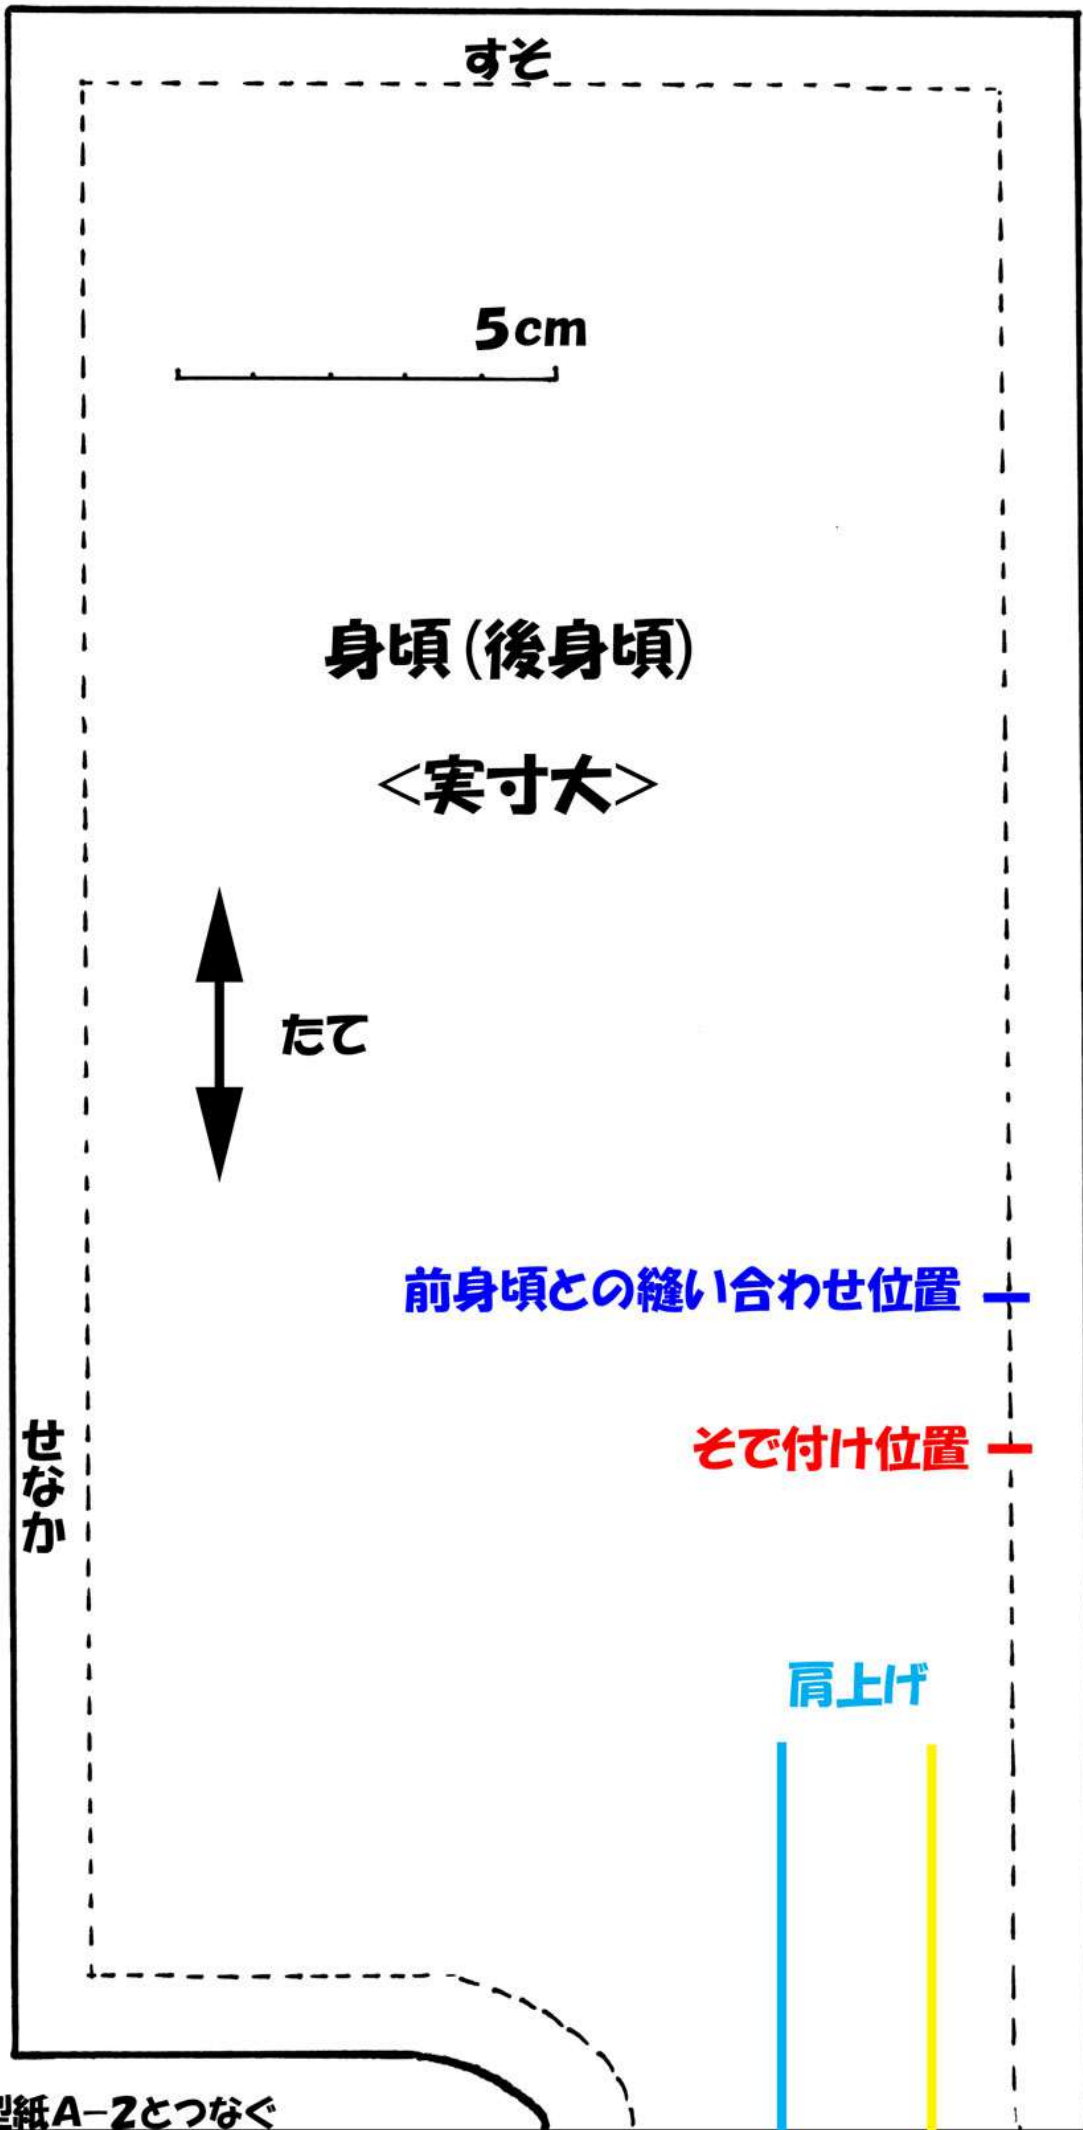 すそ
5cm
身頃(後身頃)
<実寸大>
たて
前身頃との縫い合わせ位置
そで付け位置
せなか
肩上げ
型紙A-2とつなぐ